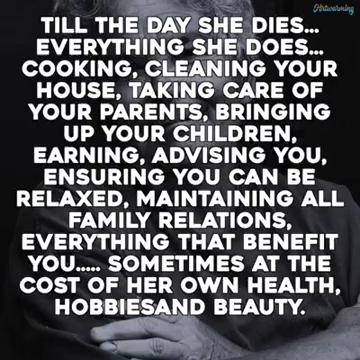 Heartwarming
TILL THE DAY SHE DIES...
EVERYTHING SHE DOES...
COOKING, CLEANING YOUR
HOUSE, TAKING CARE OF
YOUR PARENTS, BRINGING
UP YOUR CHILDREN,
EARNING, ADVISING YOU,
ENSURING YOU CAN BE
RELAXED, MAINTAINING ALL
FAMILY RELATIONS,
EVERYTHING THAT BENEFIT
YOU..... SOMETIMES AT THE
COST OF HER OWN HEALTH,
HOBBIESAND BEAUTY.